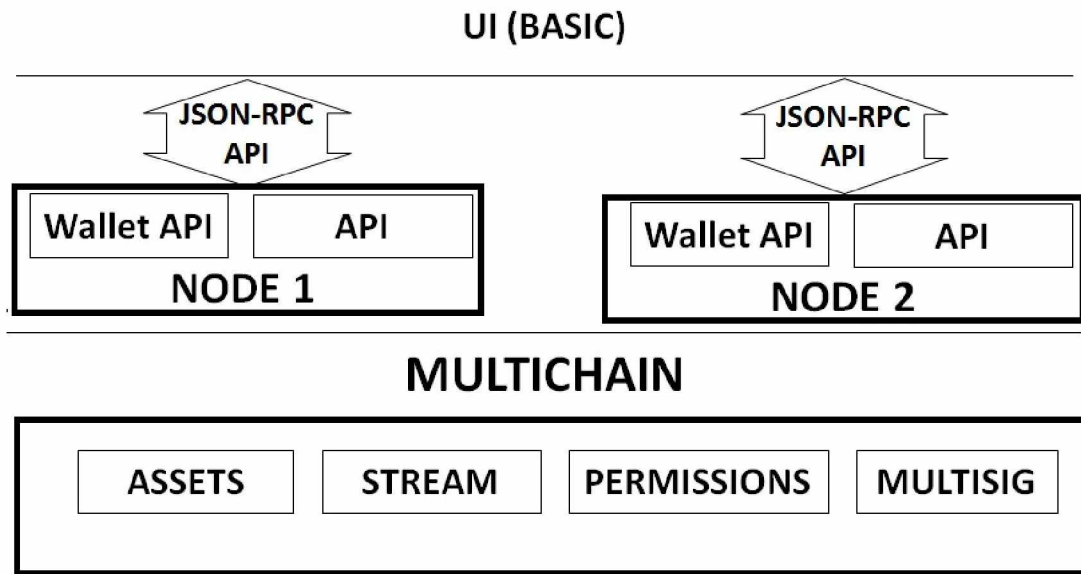 UI (BASIC)
JSON-RPC
API
JSON-RPC
API
Wallet API
API
NODE 1
Wallet API
API
NODE 2
MULTICHAIN
ASSETS
STREAM
PERMISSIONS
MULTISIG